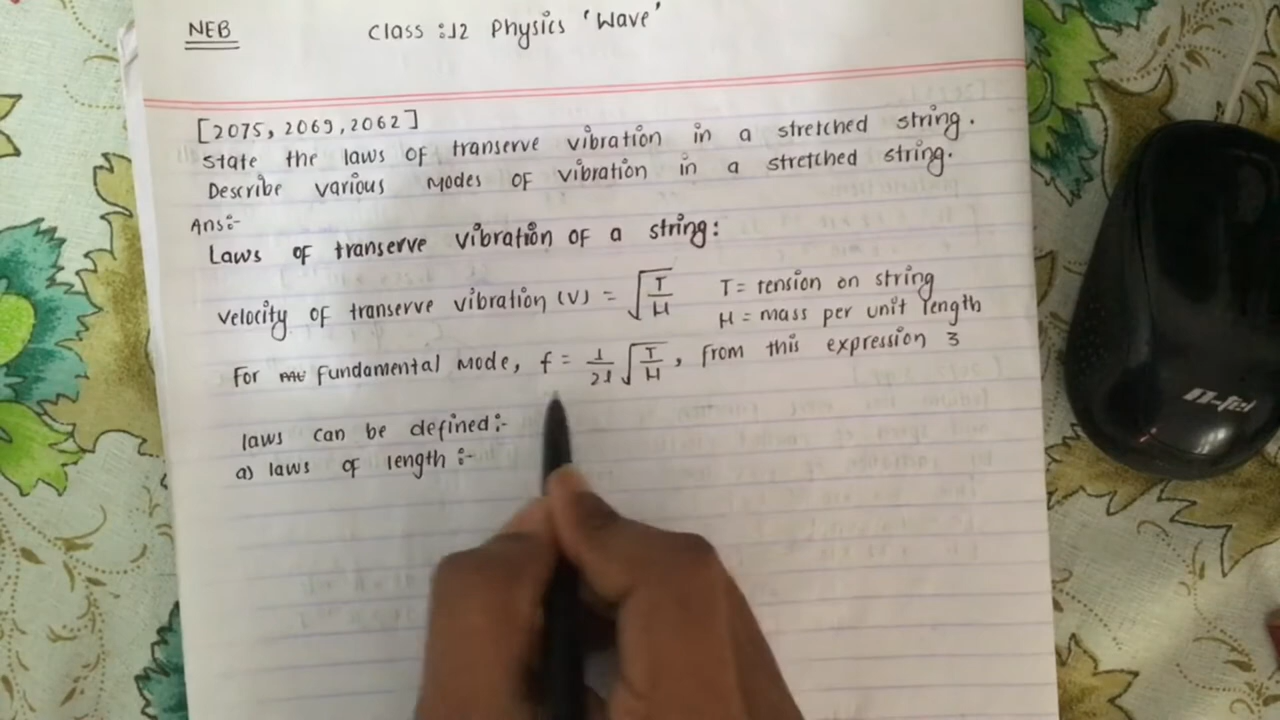 NEB
Class :12 Physics 'Wave'
[2075, 2069, 2062]
State the laws of transerve vibration in a stretched string.
Describe various modes of vibration in a stretched string.
Ans:-
Laws of transerve vibration of a string:
velocity of transerve vibration (v) = √(T/μ) T = tension on string
μ = mass per unit length
For fundamental mode, f = 1/2l √(T/μ), from this expression 3
laws can be defined:-
a) laws of length :-